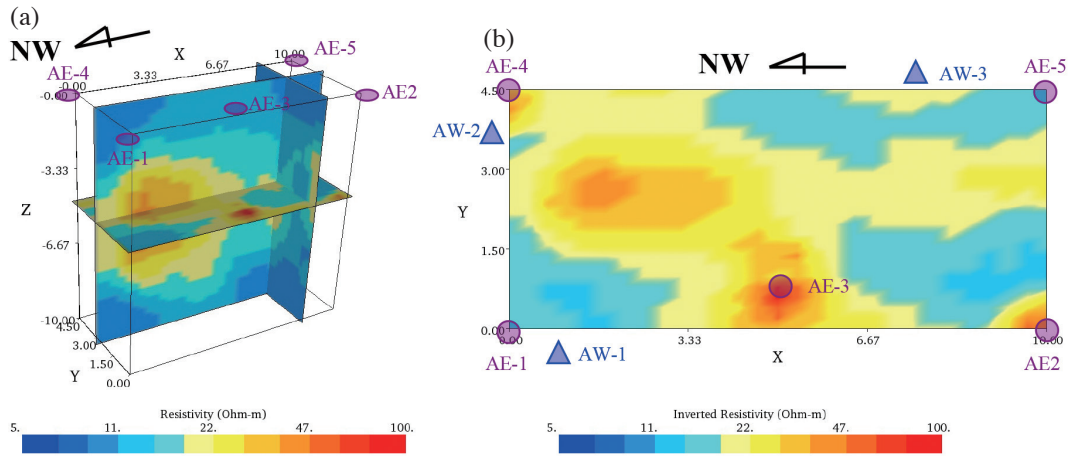 (a)
NW
X
10.00
AE-5
6.67
3.33
AE-4
-0.00
-0.00
AE-3
AE2
AE-1
-3.33
Z
-6.67
-10.00
4.50
3.00
1.50
Y
0.00
Resistivity (Ohm-m)
5. 11. 22. 47. 100.
(b)
NW
AW-3
AE-4
AE-5
4.50
AW-2
3.00
Y
1.50
AE-3
0.00
0.00 3.33 X 6.67 10.00
AE-1
AW-1
AE2
Inverted Resistivity (Ohm-m)
5. 11. 22. 47. 100.